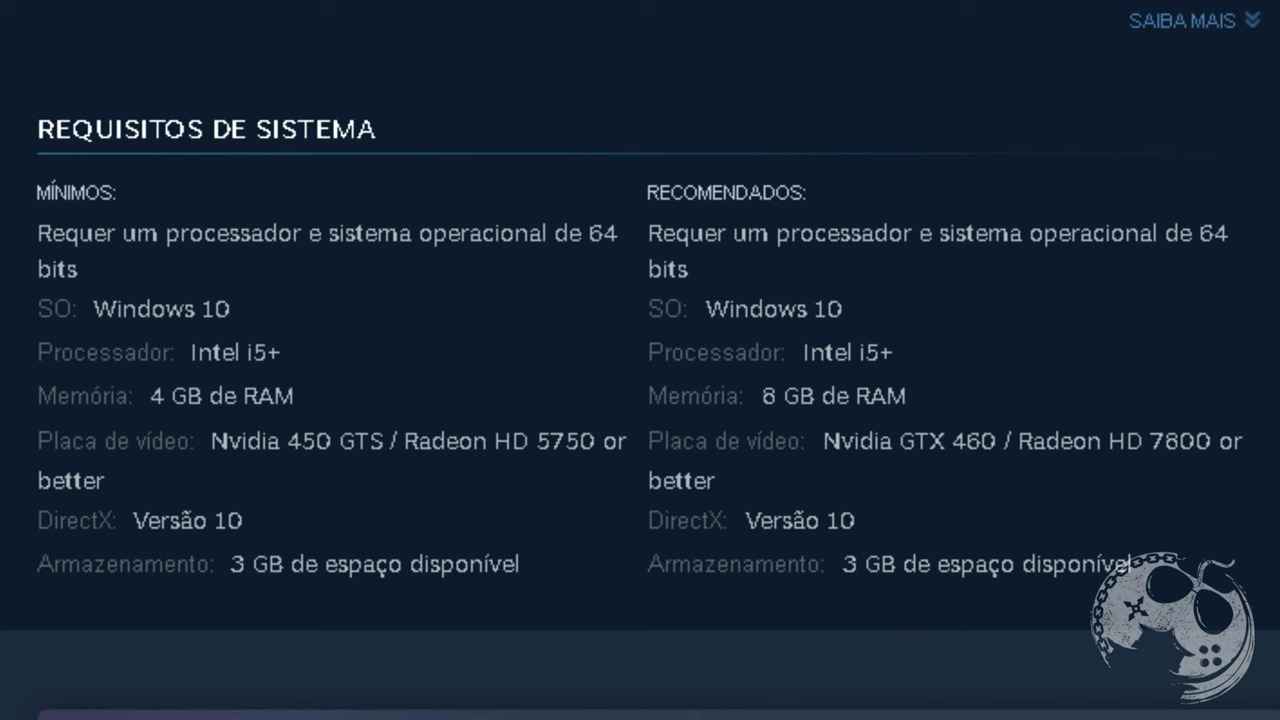 SAIBA MAIS
REQUISITOS DE SISTEMA
MÍNIMOS:
Requer um processador e sistema operacional de 64
bits
SO: Windows 10
Processador: Intel i5+
Memória: 4 GB de RAM
Placa de vídeo: Nvidia 450 GTS / Radeon HD 5750 or
better
DirectX: Versão 10
Armazenamento: 3 GB de espaço disponível
RECOMENDADOS:
Requer um processador e sistema operacional de 64
bits
SO: Windows 10
Processador: Intel i5+
Memória: 8 GB de RAM
Placa de vídeo: Nvidia GTX 460 / Radeon HD 7800 or
better
DirectX: Versão 10
Armazenamento: 3 GB de espaço disponível